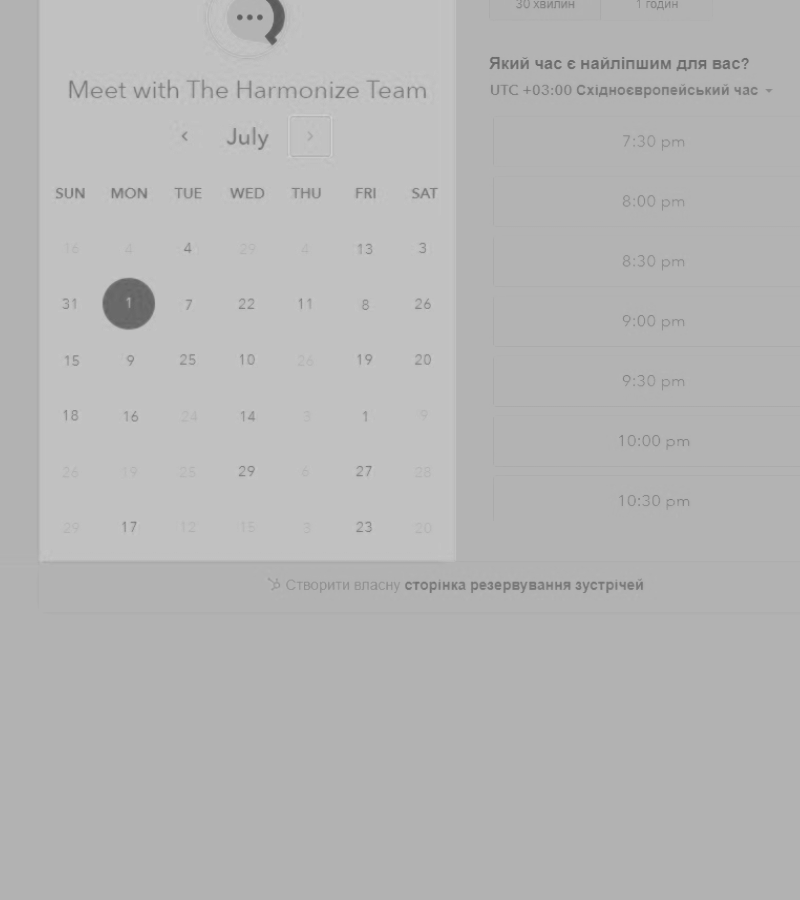 30 хвилин 1 годин
Meet with The Harmonize Team
July
SUN MON TUE WED THU FRI SAT
16 4 4 29 4 13 3
31 1 7 22 11 8 26
15 9 25 10 26 19 20
18 16 24 14 3 1 9
26 19 25 29 6 27 28
29 17 12 15 3 23 20
Який час є найліпшим для вас?
UTC +03:00 Східноєвропейський час
7:30 pm
8:00 pm
8:30 pm
9:00 pm
9:30 pm
10:00 pm
10:30 pm
Створити власну сторінка резервування зустрічей